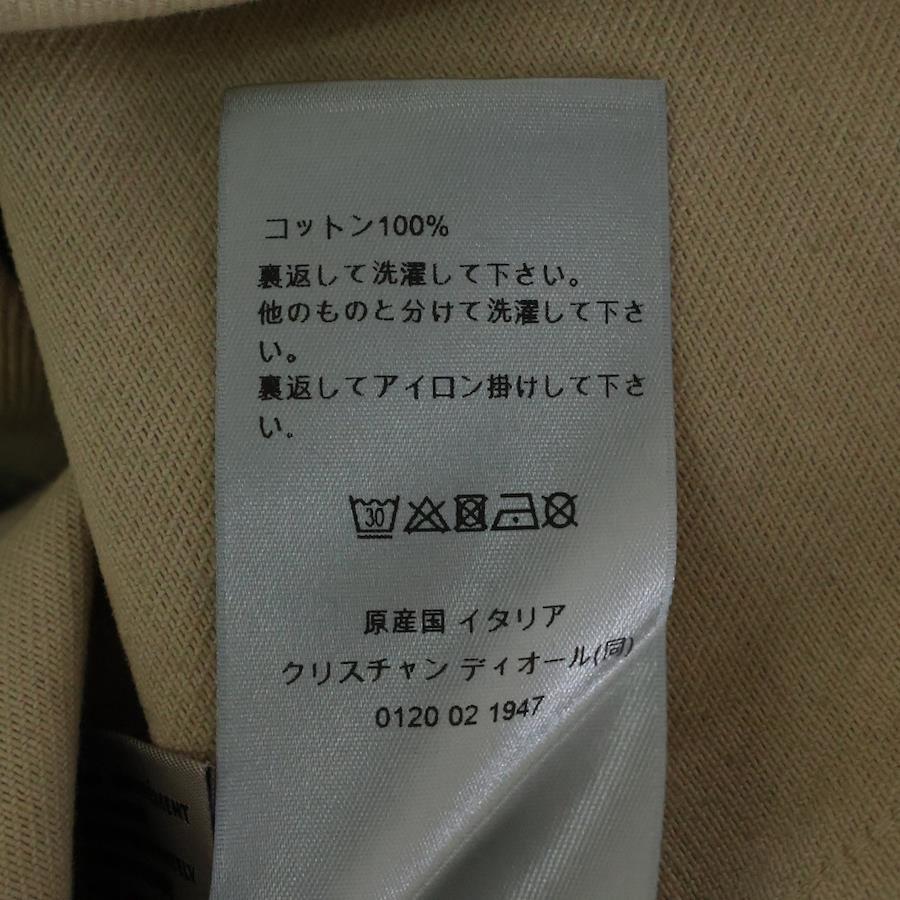 コットン100%
裏返して洗濯して下さい。
他のものと分けて洗濯して下さ
い。
裏返してアイロン掛けして下さ
い。
30
原産国 イタリア
クリスチャン ディオール(同)
0120 02 1947